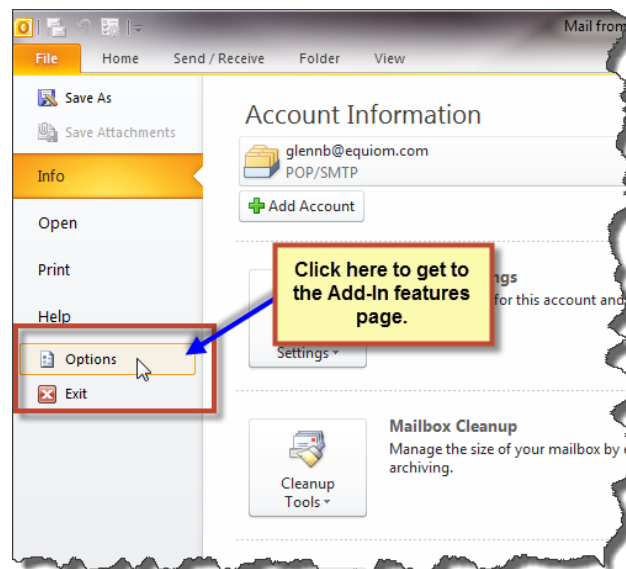 Mail from
File Home Send / Receive Folder View
Save As
Save Attachments
Info
Open
Print
Help
Options
Exit
Account Information
glennb@equiom.com
POP/SMTP
Add Account
Click here to get to
the Add-In features
page.
for this account and
Settings
Mailbox Cleanup
Manage the size of your mailbox by
archiving.
Cleanup
Tools